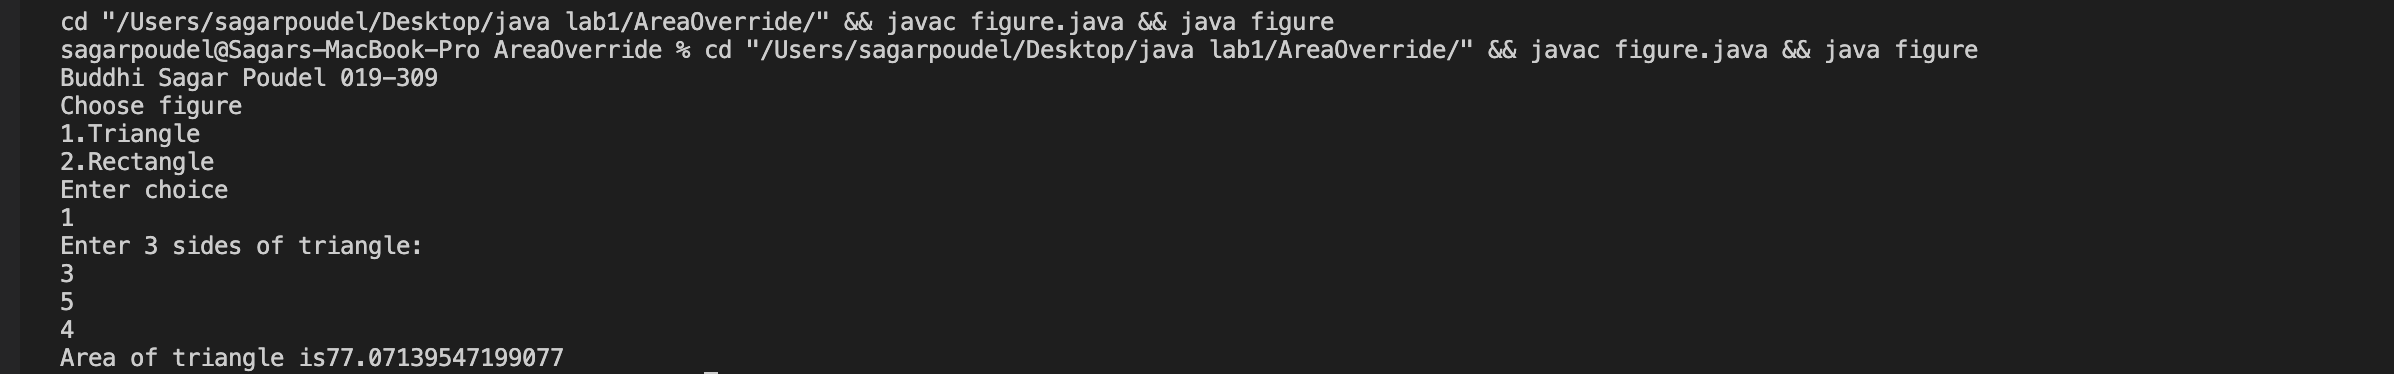 cd "/Users/sagarpoudel/Desktop/java lab1/AreaOverride/" && javac figure.java && java figure
sagarpoudel@Sagars-MacBook-Pro AreaOverride % cd "/Users/sagarpoudel/Desktop/java lab1/AreaOverride/" && javac figure.java && java figure
Buddhi Sagar Poudel 019-309
Choose figure
1.Triangle
2.Rectangle
Enter choice
1
Enter 3 sides of triangle:
3
5
4
Area of triangle is77.07139547199077